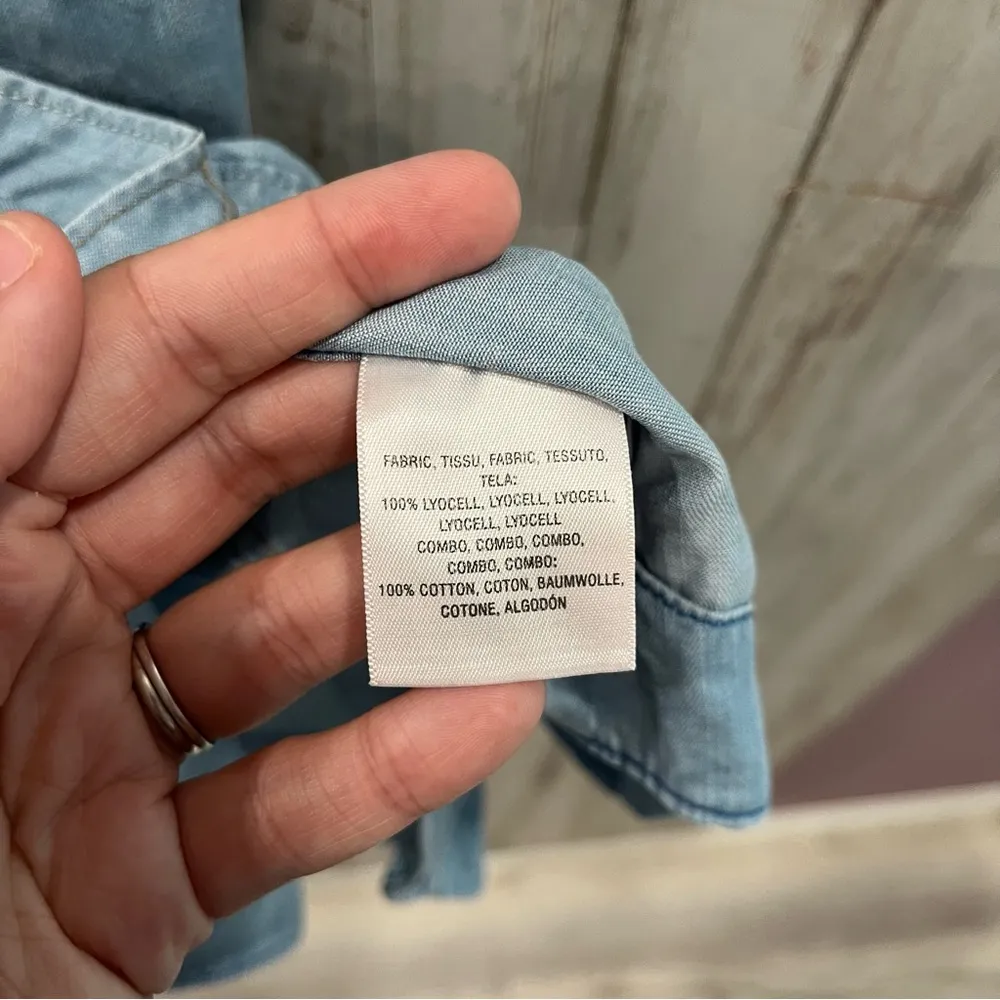 FABRIC, TISSU, FABRIC, TESSUTO,
TELA:
100% LYOCELL, LYOCELL, LYOCELL,
LYOCELL, LYOCELL
COMBO, COMBO, COMBO,
COMBO, COMBO:
100% COTTON, COTON, BAUMWOLLE,
COTONE, ALGODÓN